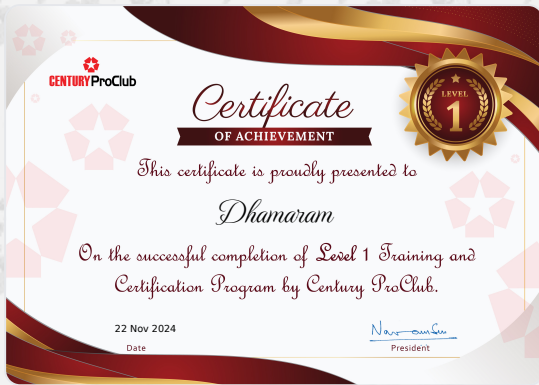 CENTURY ProClub
Certificate
OF ACHIEVEMENT
LEVEL
1
This certificate is proudly presented to
Dhamaram
On the successful completion of Level 1 Training and
Certification Program by Century ProClub.
22 Nov 2024
Date
President